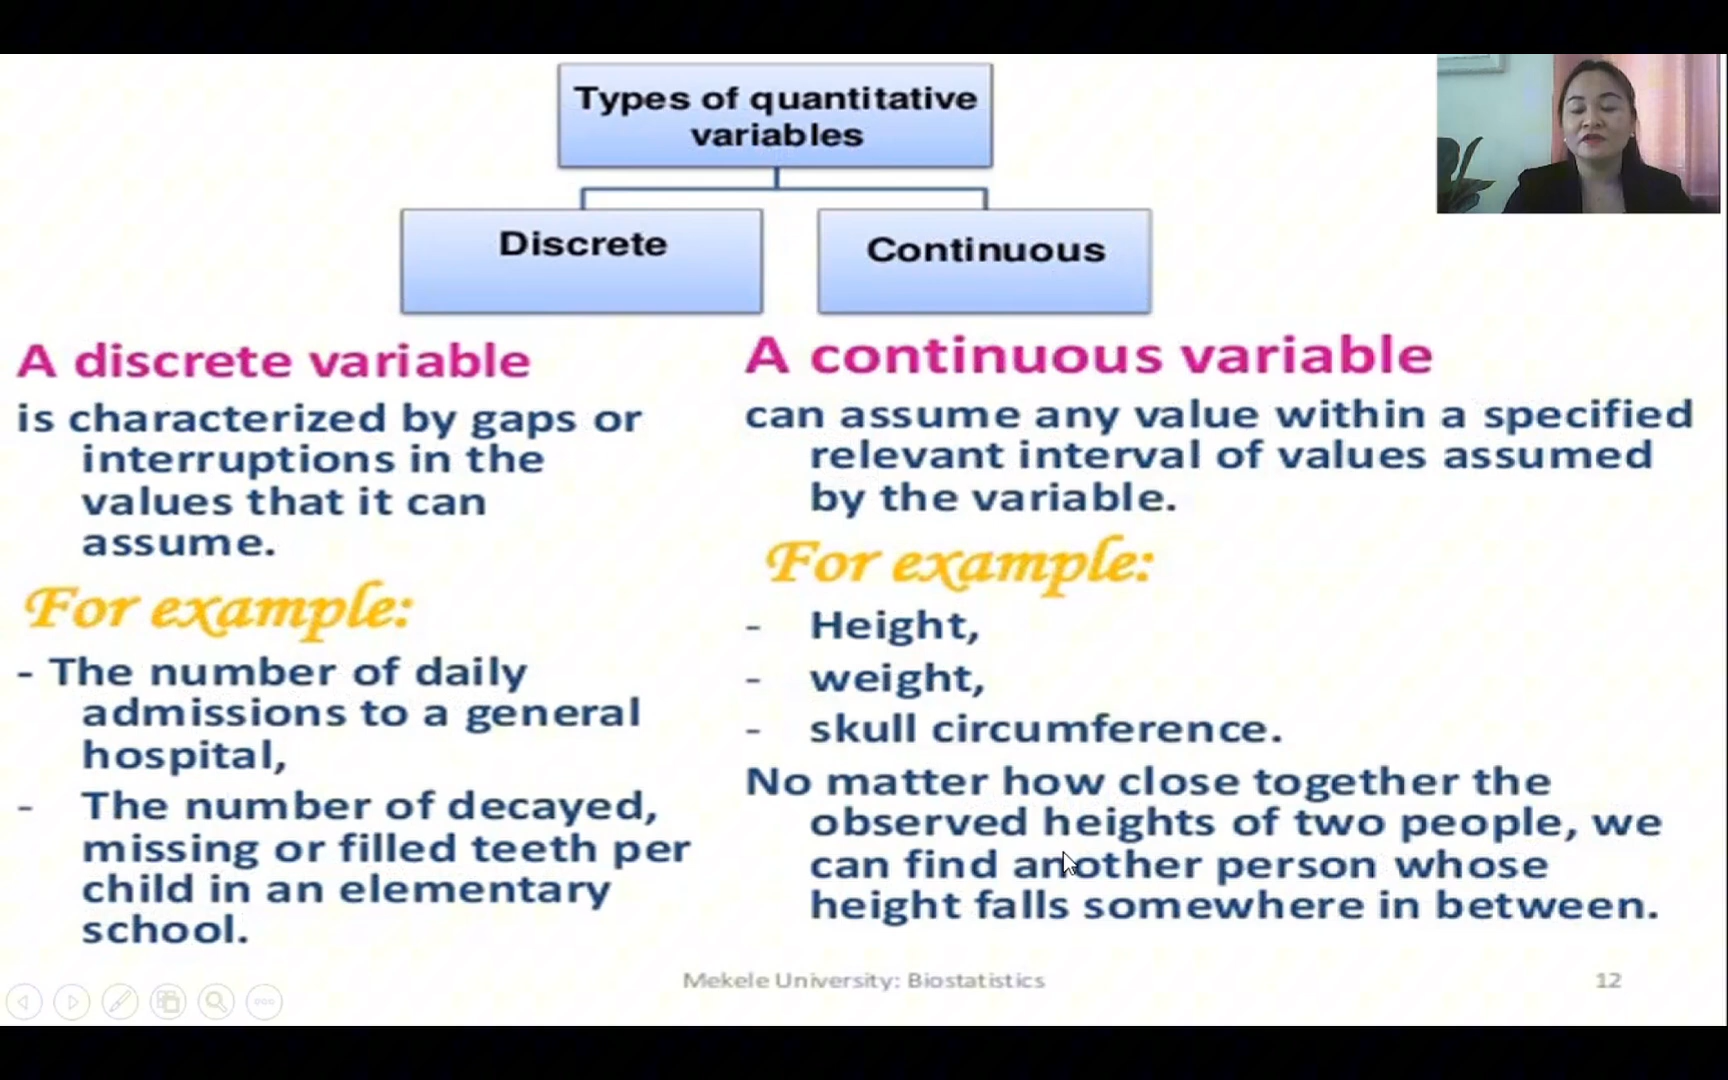 Types of quantitative
variables
Discrete
Continuous
A discrete variable
is characterized by gaps or
interruptions in the
values that it can
assume.
For example:
- The number of daily
admissions to a general
hospital,
- The number of decayed,
missing or filled teeth per
child in an elementary
school.
A continuous variable
can assume any value within a specified
relevant interval of values assumed
by the variable.
For example:
- Height,
- weight,
- skull circumference.
No matter how close together the
observed heights of two people, we
can find another person whose
height falls somewhere in between.
Mekele University: Biostatistics
12